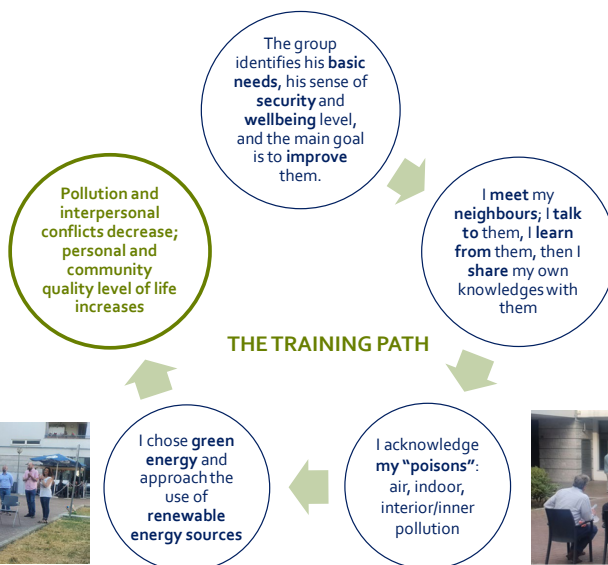 The group
identifies his basic
needs, his sense of
security and
wellbeing level,
and the main goal
is to improve
them.
I meet my
neighbours; I talk
to them, I learn
from them, then I
share my own
knowledges with
them
I acknowledge
my “poisons”:
air, indoor,
interior/inner
pollution
I chose green
energy and
approach the
use of
renewable
energy sources
Pollution and
interpersonal
conflicts decrease;
personal and
community
quality level of life
increases
THE TRAINING PATH